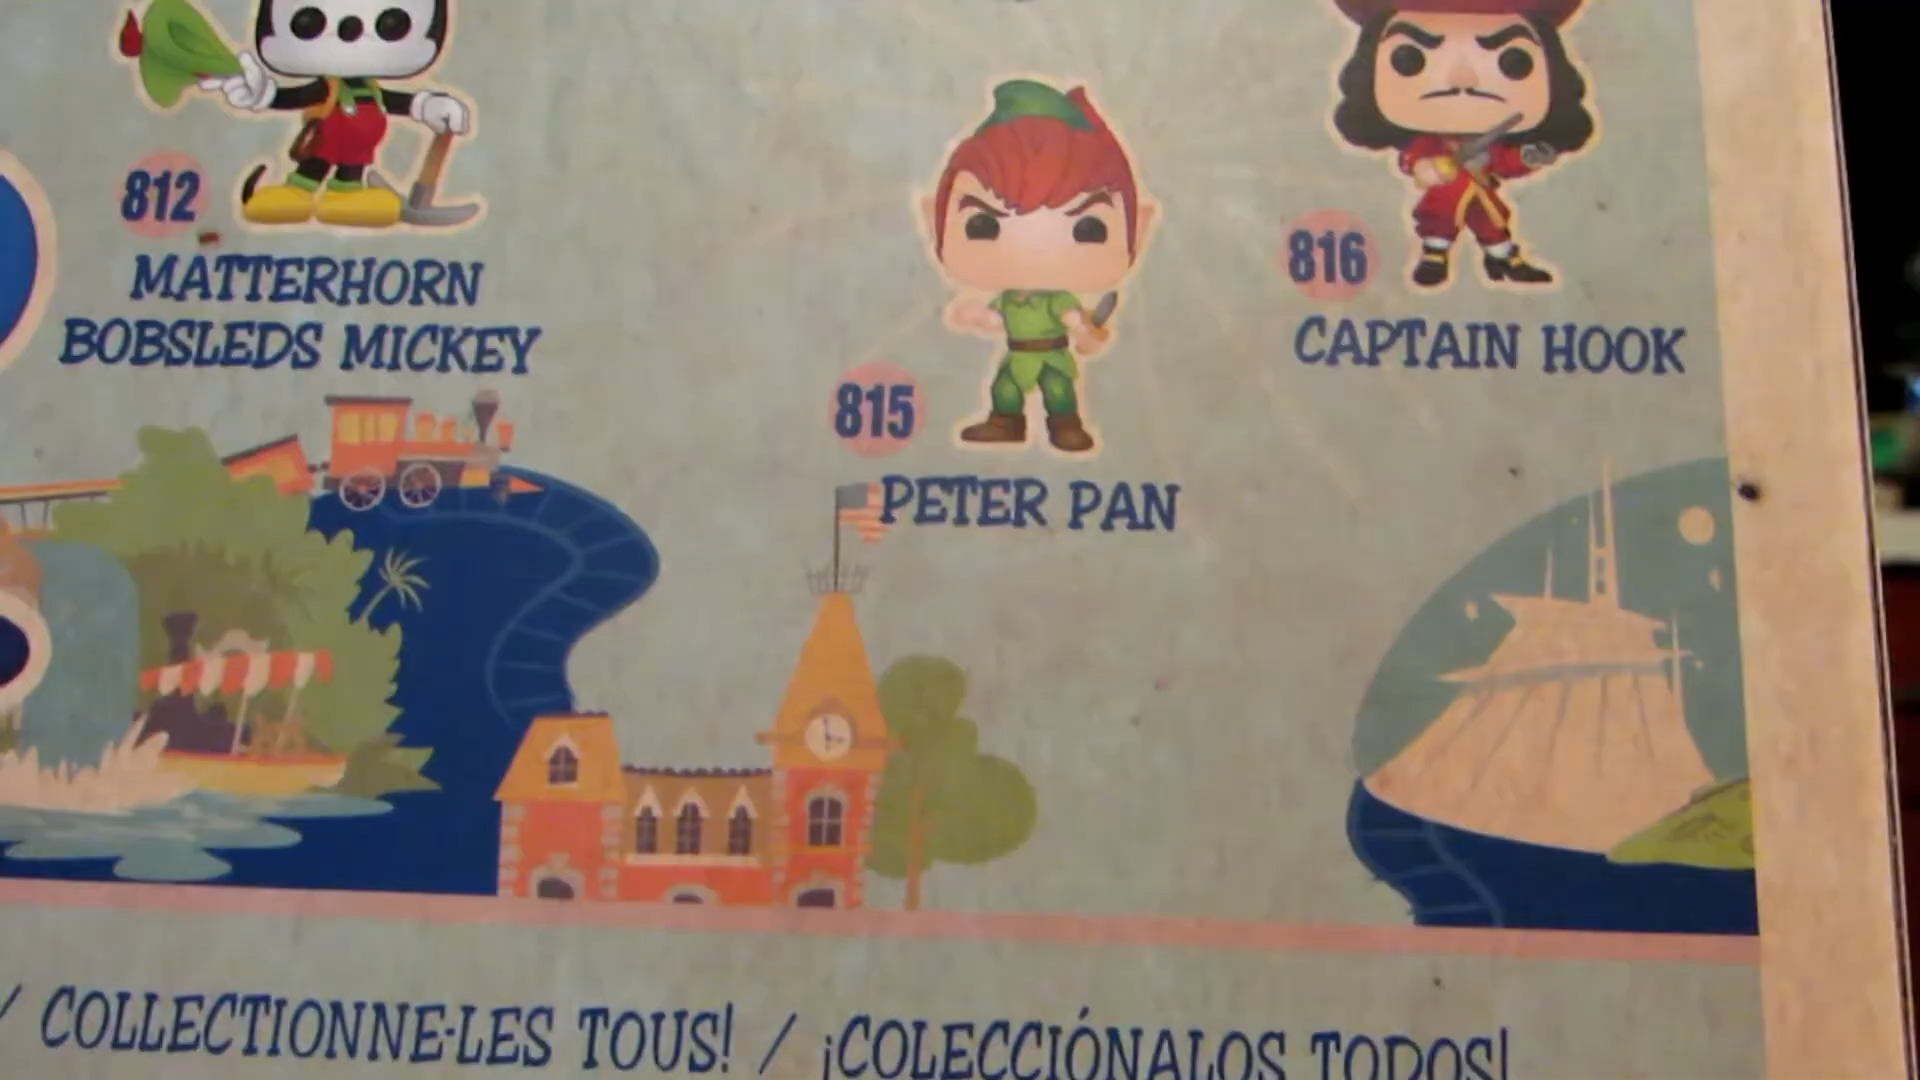 812
MATTERHORN
BOBSLEDS MICKEY
815
PETER PAN
816
CAPTAIN HOOK
/ COLLECTIONNE-LES TOUS! / ¡COLECCIÓNALOS TODOS!